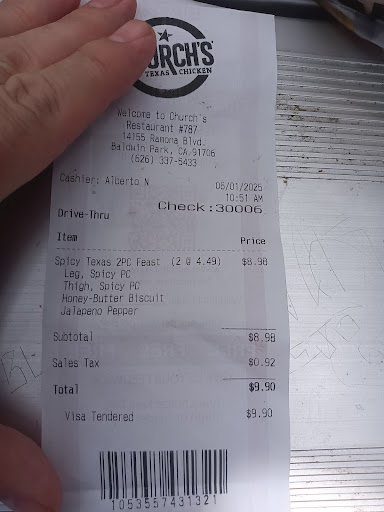 URCH'S
TEXAS CHICKEN
Welcome to Church's
Restaurant #787
14155 Ramona Blvd.
Baldwin Park, CA 91706
(626) 337-5433
Cashier: Alberto N
06/01/2025
10:51 AM
Check:30006
Drive-Thru
Item Price
Spicy Texas 2PC Feast (2 @ 4.49) $8.98
Leg, Spicy PC
Thigh, Spicy PC
Honey-Butter Biscuit
Jalapeno Pepper
Subtotal $8.98
Sales Tax $0.92
Total $9.90
Visa Tendered $9.90
1053557431321